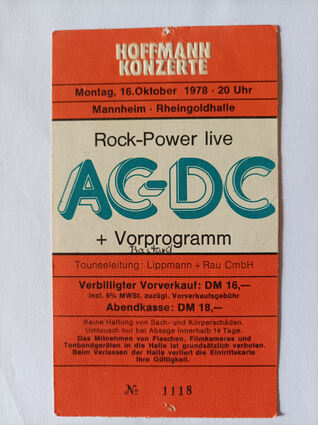 HOFFMANN
KONZERTE
Montag, 16.Oktober 1978 · 20 Uhr
Mannheim · Rheingoldhalle
Rock-Power live
AC-DC
+ Vorprogramm
Bastard
Touneeleitung: Lippmann + Rau GmbH
Verbilligter Vorverkauf: DM 16,—
incl. 6% MWSt. zuzügl. Vorverkaufsgebühr
Abendkasse: DM 18,—
Keine Haftung von Sach- und Körperschäden.
Umtausch nur bei Absage innerhalb 14 Tage.
Das Mitnehmen von Flaschen, Filmkameras und
Tonbandgeräten in die Halle ist grundsätzlich verboten.
Beim Verlassen der Halle verliert die Eintrittskarte
ihre Gültigkeit.
№ 1118